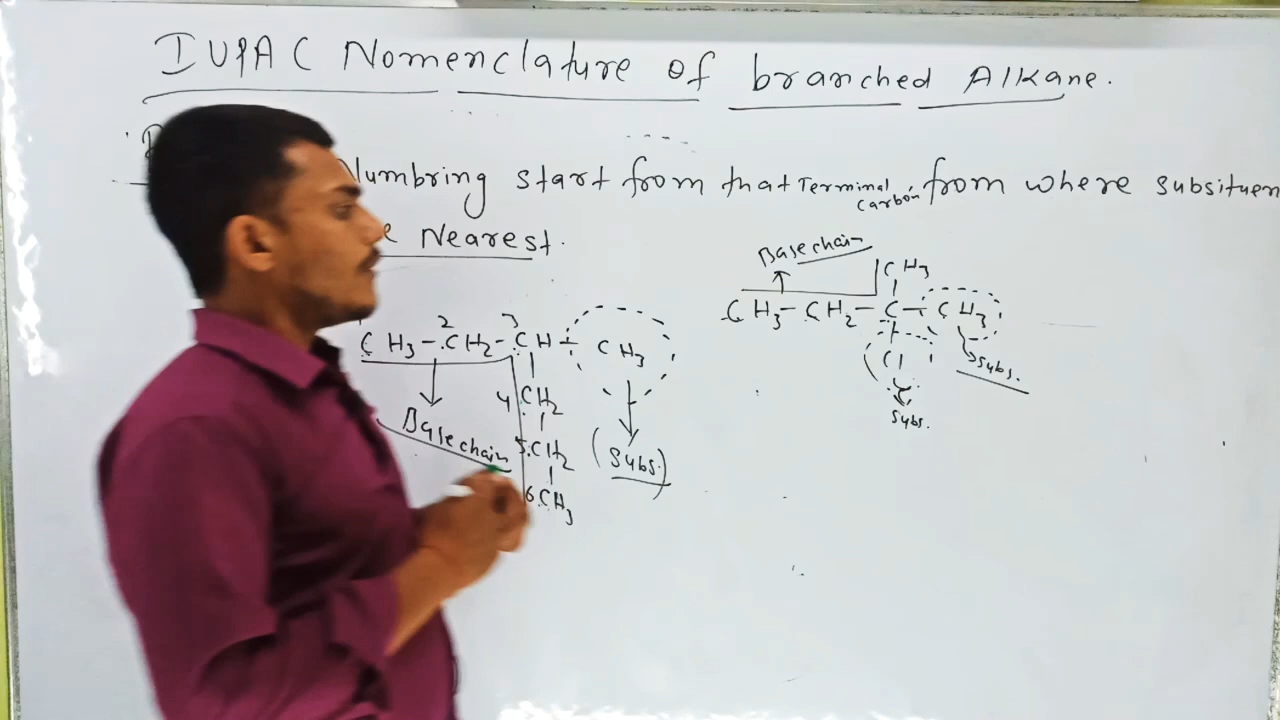 IUPAC Nomenclature of branched Alkane.
Numbring start from that Terminal carbon, from where subsituen
Nearest.
Base chain
CH3
CH3-CH2-C-CH3
Cl
Subs.
Subs.
1 2 3
CH3-CH2-CH-CH3
4 CH2
5 CH2
6 CH3
Base chain
(Subs.)